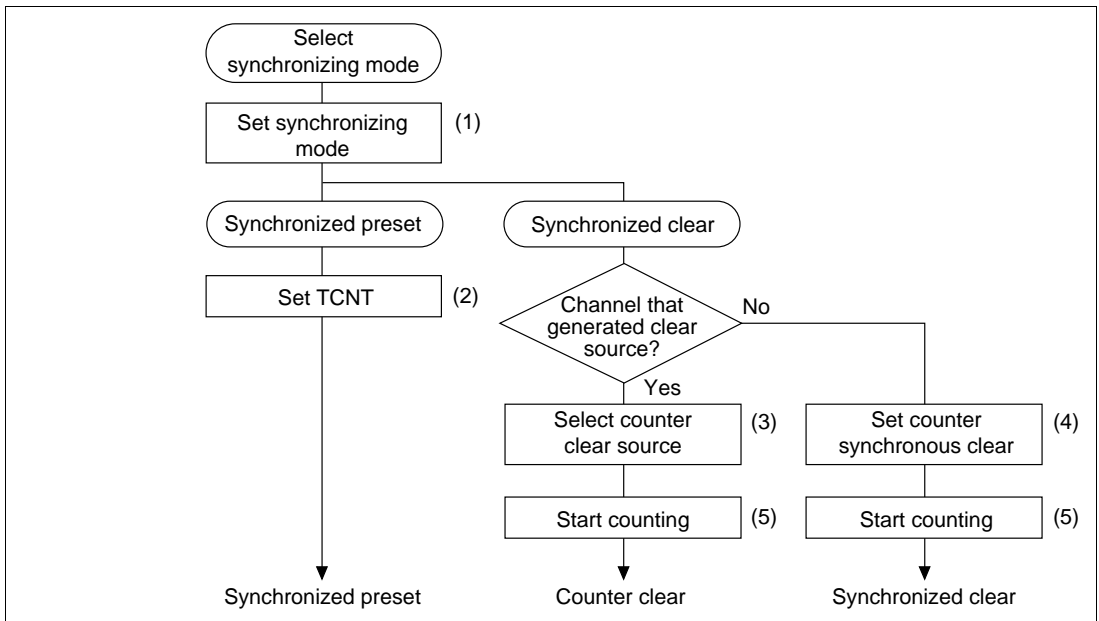 Select
synchronizing mode
Set synchronizing
mode
(1)
Synchronized preset
Synchronized clear
Set TCNT
(2)
Channel that
generated clear
source?
No
Yes
Select counter
clear source
(3)
Set counter
synchronous clear
(4)
Start counting
(5)
Start counting
(5)
Synchronized preset
Counter clear
Synchronized clear